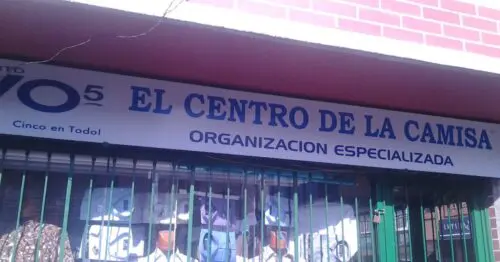 EL CENTRO DE LA CAMISA
Cinco en Todo!
ORGANIZACION ESPECIALIZADA